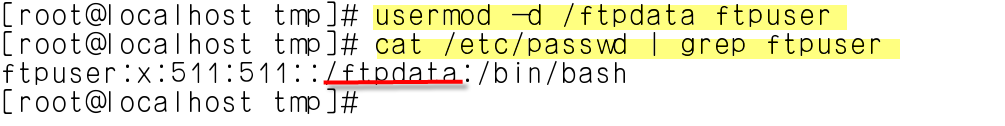 [root@localhost tmp]# usermod -d /ftpdata ftpuser
[root@localhost tmp]# cat /etc/passwd | grep ftpuser
ftpuser:x:511:511::/ftpdata:/bin/bash
[root@localhost tmp]#